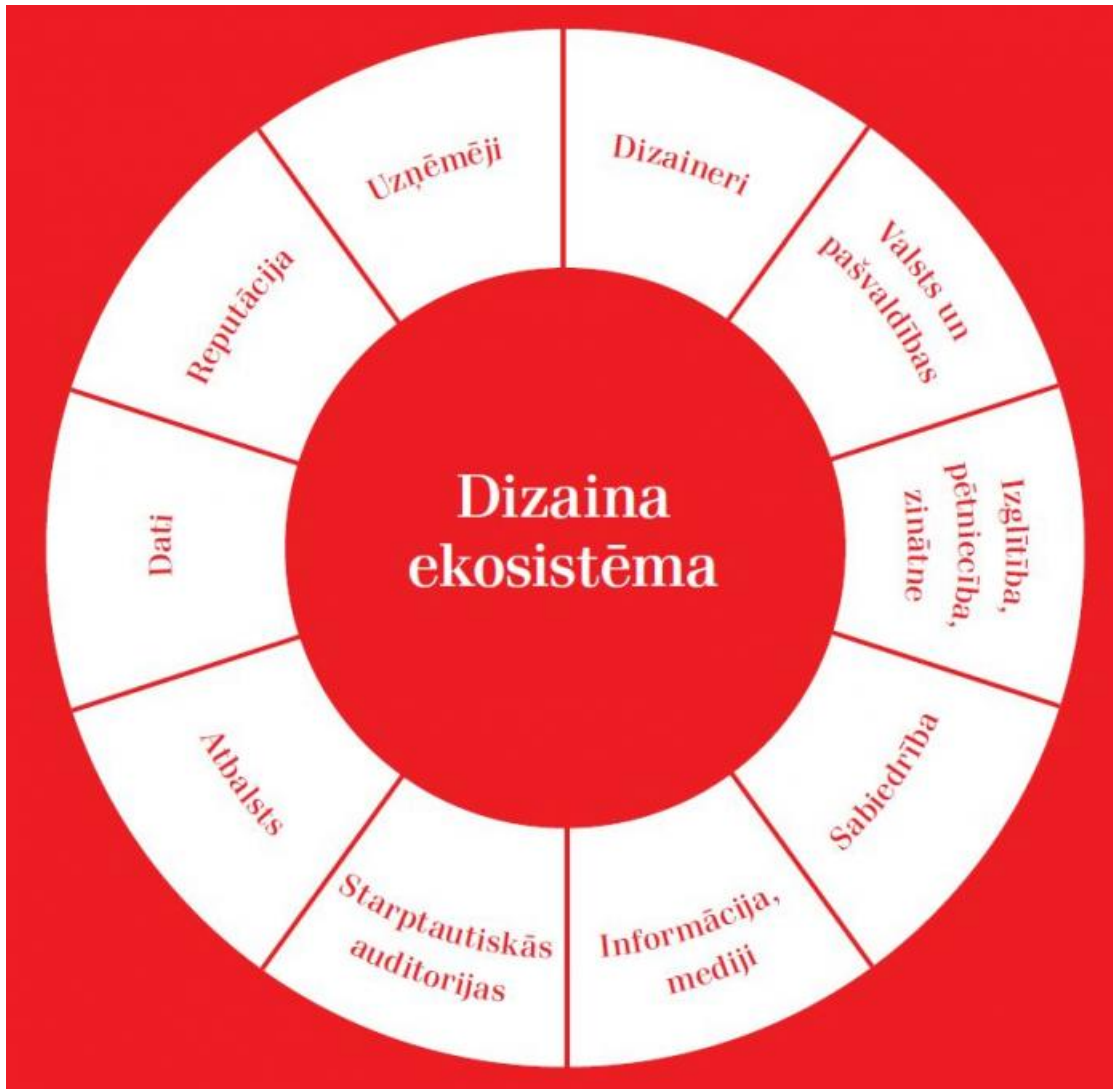 Dizaina
ekosistēma
Dizaineri
Valsts un
pašvaldības
Izglītība,
pētniecība,
zinātne
Sabiedrība
Informācija,
mediji
Starptautiskās
auditorijas
Atbalsts
Dati
Reputācija
Uzņēmēji